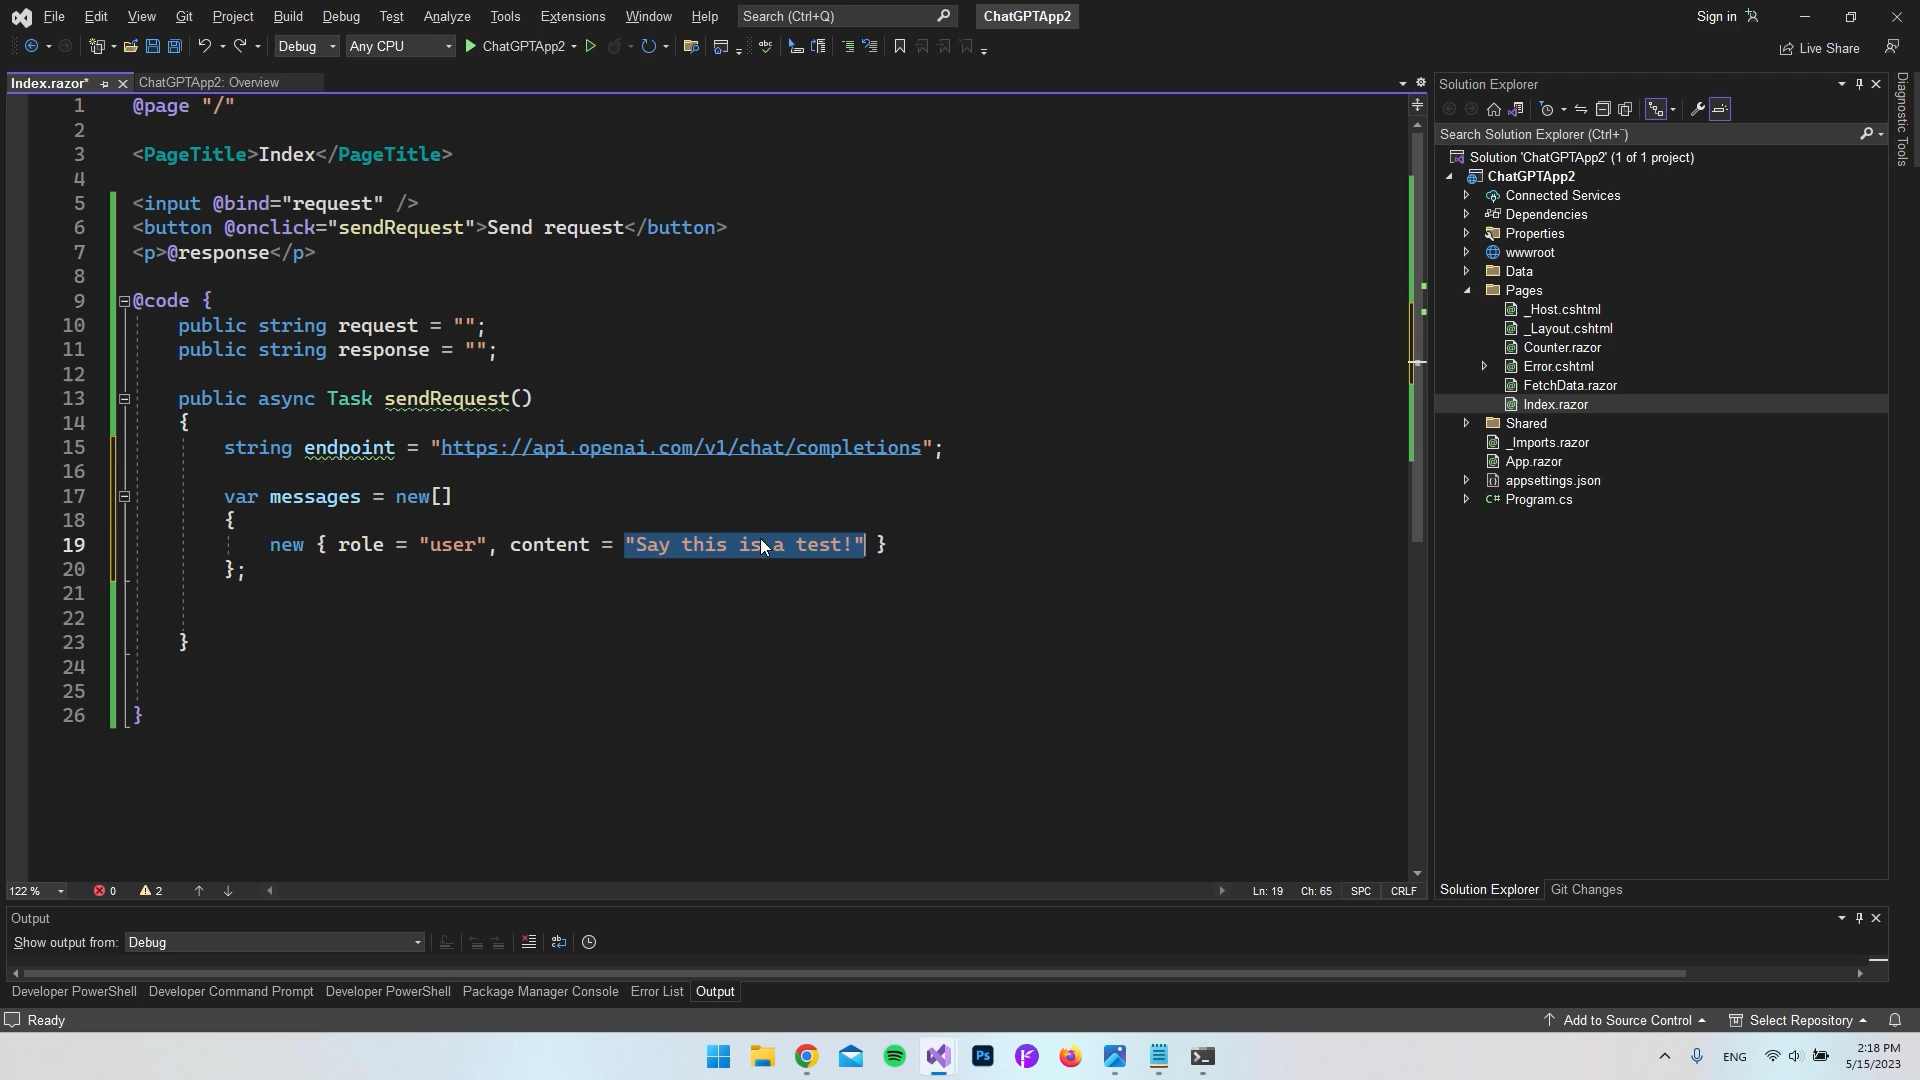 File Edit View Git Project Build Debug Test Analyze Tools Extensions Window Help Search (Ctrl+Q) ChatGPTApp2 Sign in
Debug Any CPU ChatGPTApp2 Live Share
Index.razor* ChatGPTApp2: Overview
1 @page "/"
2
3 <PageTitle>Index</PageTitle>
4
5 <input @bind="request" />
6 <button @onclick="sendRequest">Send request</button>
7 <p>@response</p>
8
9 @code {
10 public string request = "";
11 public string response = "";
12
13 public async Task sendRequest()
14 {
15 string endpoint = "https://api.openai.com/v1/chat/completions";
16
17 var messages = new[]
18 {
19 new { role = "user", content = "Say this is a test!" }
20 };
21
22
23 }
24
25
26 }
122 % 0 2 Ln: 19 Ch: 65 SPC CRLF
Solution Explorer
Search Solution Explorer (Ctrl+¨)
Solution 'ChatGPTApp2' (1 of 1 project)
ChatGPTApp2
Connected Services
Dependencies
Properties
wwwroot
Data
Pages
_Host.cshtml
_Layout.cshtml
Counter.razor
Error.cshtml
FetchData.razor
Index.razor
Shared
_Imports.razor
App.razor
appsettings.json
C# Program.cs
Solution Explorer Git Changes
Diagnostic Tools
Output
Show output from: Debug
Developer PowerShell Developer Command Prompt Developer PowerShell Package Manager Console Error List Output
Ready Add to Source Control Select Repository
Ps ENG 2:18 PM
5/15/2023